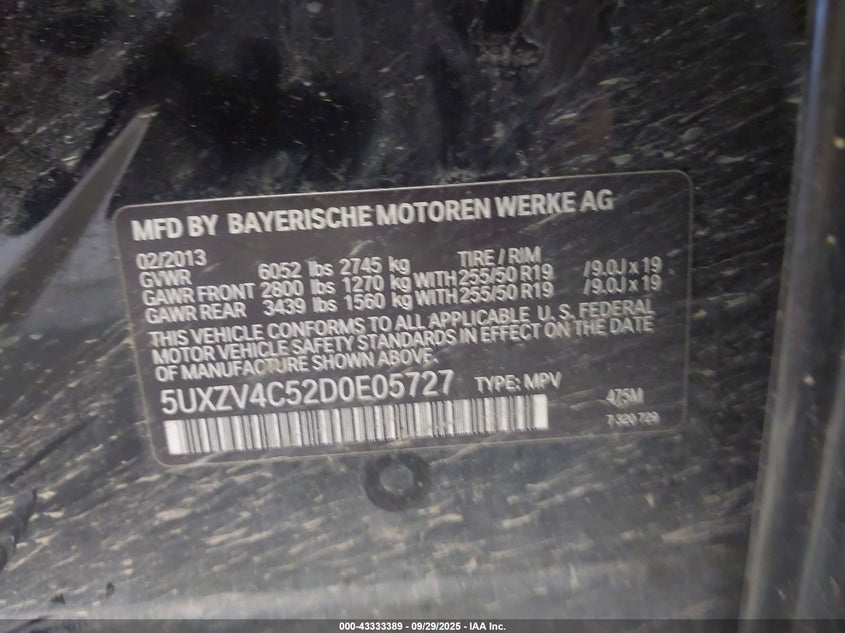 MFD BY BAYERISCHE MOTOREN WERKE AG
02/2013 TIRE / RIM
GVWR 6052 lbs 2745 kg
GAWR FRONT 2800 lbs 1270 kg WITH 255/50 R19 /9.0J x 19
GAWR REAR 3439 lbs 1560 kg WITH 255/50 R19 /9.0J x 19
THIS VEHICLE CONFORMS TO ALL APPLICABLE U.S. FEDERAL
MOTOR VEHICLE SAFETY STANDARDS IN EFFECT ON THE DATE
OF MANUFACTURE SHOWN ABOVE.
5UXZV4C52D0E05727 TYPE: MPV 475M
7 320 729
000-43333389 - 09/29/2025 - IAA Inc.